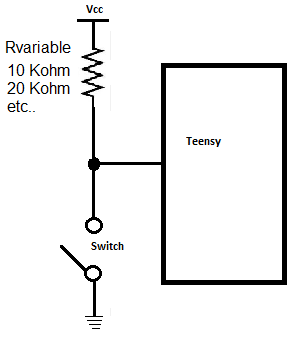 Vcc
Rvariable
10 Kohm
20 Kohm
etc..
Teensy
Switch